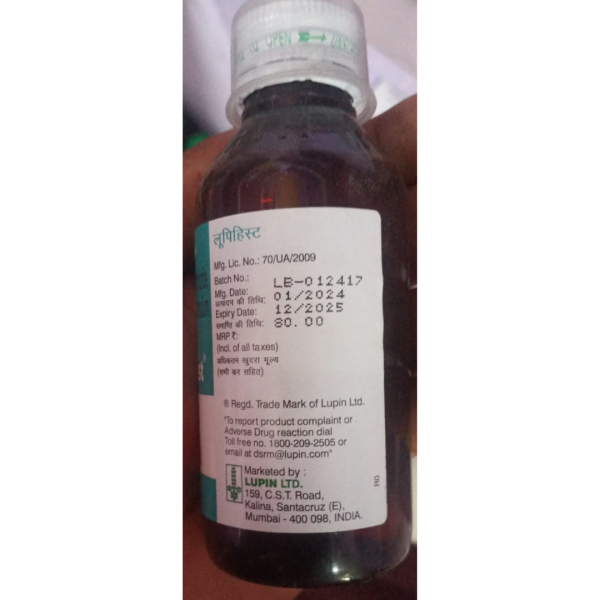 TO OPEN
लूपिहिस्ट
Mfg. Lic. No.: 70/UA/2009
Batch No.: LB-012417
Mfg. Date: 01/2024
उत्पादन की तिथि:
Expiry Date: 12/2025
समाप्ति की तिथि:
MRP ₹: 80.00
(Incl. of all taxes)
अधिकतम खुदरा मूल्य
(सभी कर सहित)
® Regd. Trade Mark of Lupin Ltd.
"To report product complaint or
Adverse Drug reaction dial
Toll free no. 1800-209-2505 or
email at dsrm@lupin.com"
Marketed by :
LUPIN LTD.
159, C.S.T. Road,
Kalina, Santacruz (E),
Mumbai - 400 098, INDIA.
R0